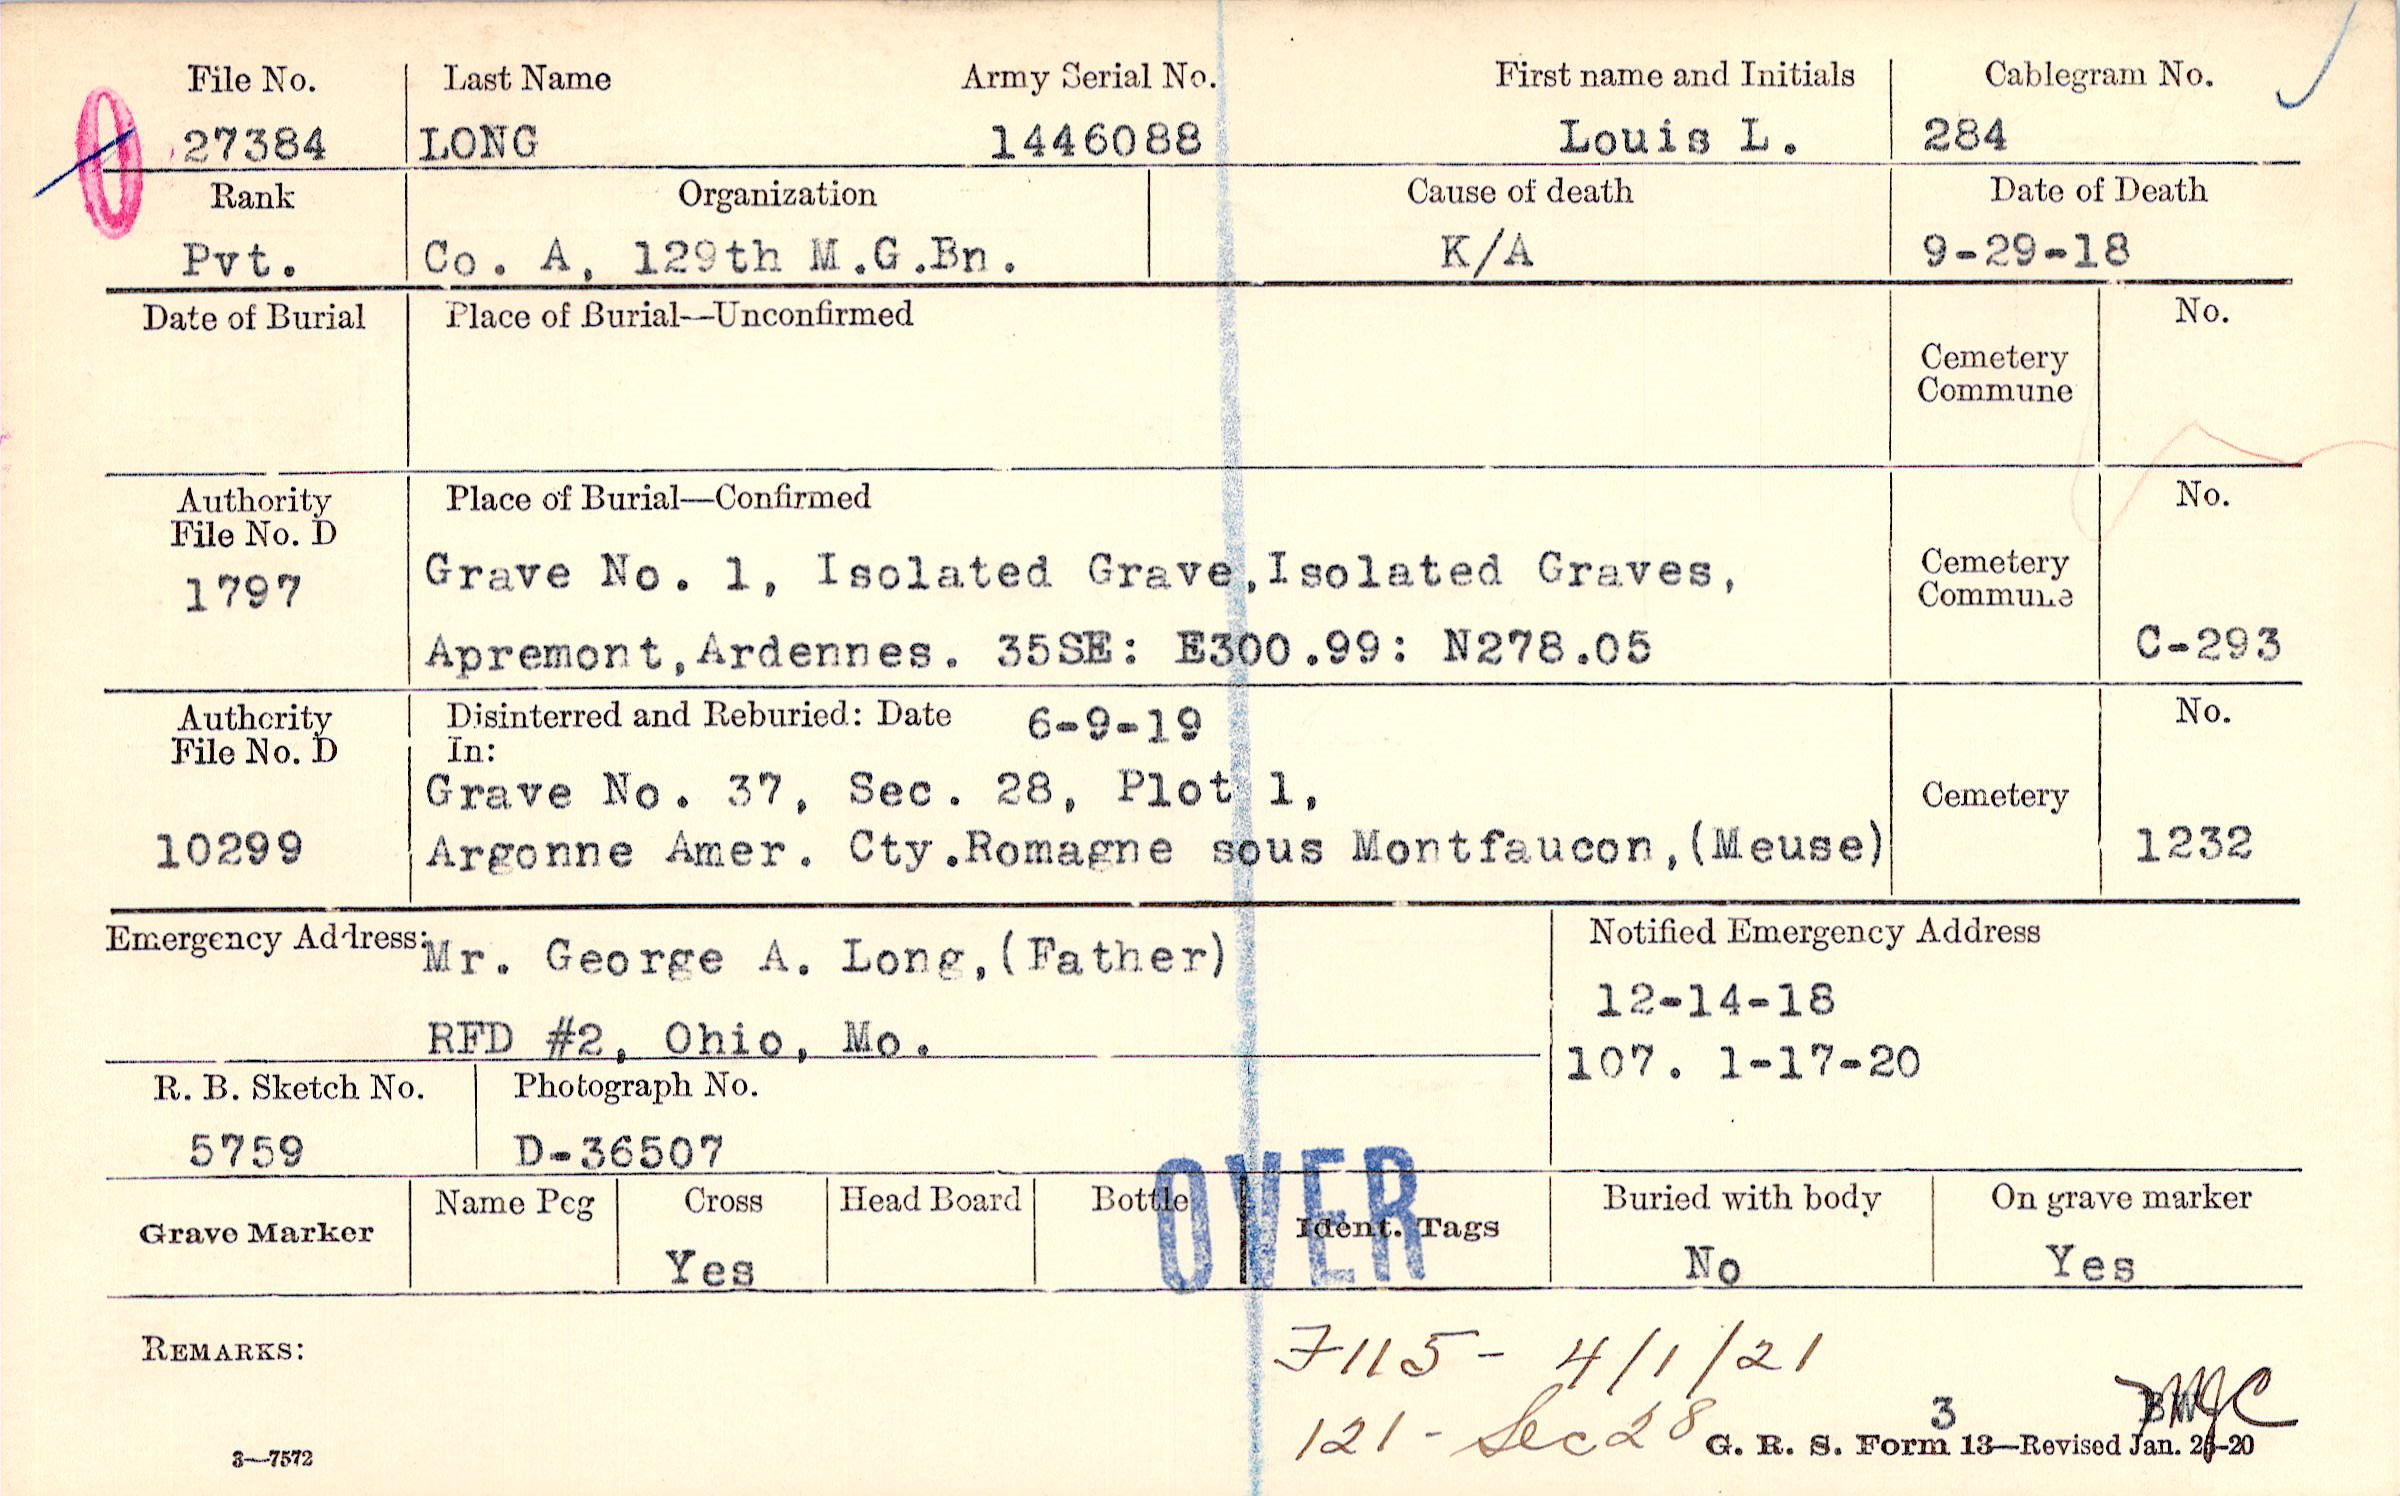 File No. Last Name Army Serial No. First name and Initials Cablegram No.
27384 LONG 1446088 Louis L. 284
Rank Organization Cause of death Date of Death
Pvt. Co. A, 129th M.G.Bn. K/A 9-29-18
Date of Burial Place of Burial—Unconfirmed No.
Cemetery
Commune
Authority Place of Burial—Confirmed No.
File No. D
1797 Grave No. 1, Isolated Grave,Isolated Graves, Cemetery
Commune
Apremont,Ardennes. 35SE: E300.99: N278.05 C-293
Authority Disinterred and Reburied: Date 6-9-19 No.
File No. D In:
Grave No. 37, Sec. 28, Plot 1, Cemetery
10299 Argonne Amer. Cty.Romagne sous Montfaucon,(Meuse) 1232
Emergency Address: Mr. George A. Long,(Father) Notified Emergency Address
12-14-18
RFD #2, Ohio, Mo.
107. 1-17-20
R. B. Sketch No. Photograph No.
5759 D-36507
OVER
Grave Marker Name Peg Cross Head Board Bottle Ident. Tags Buried with body On grave marker
Yes No Yes
REMARKS:
7115- 4/1/21
121 - Sec 28
3
G. R. S. Form 13—Revised Jan. -20
3—7572